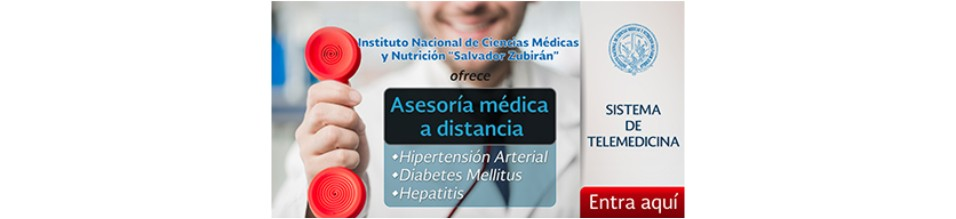 Instituto Nacional de Ciencias Médicas
y Nutrición "Salvador Zubirán"
ofrece
Asesoría médica
a distancia
•Hipertensión Arterial
•Diabetes Mellitus
•Hepatitis
SISTEMA
DE
TELEMEDICINA
Entra aquí